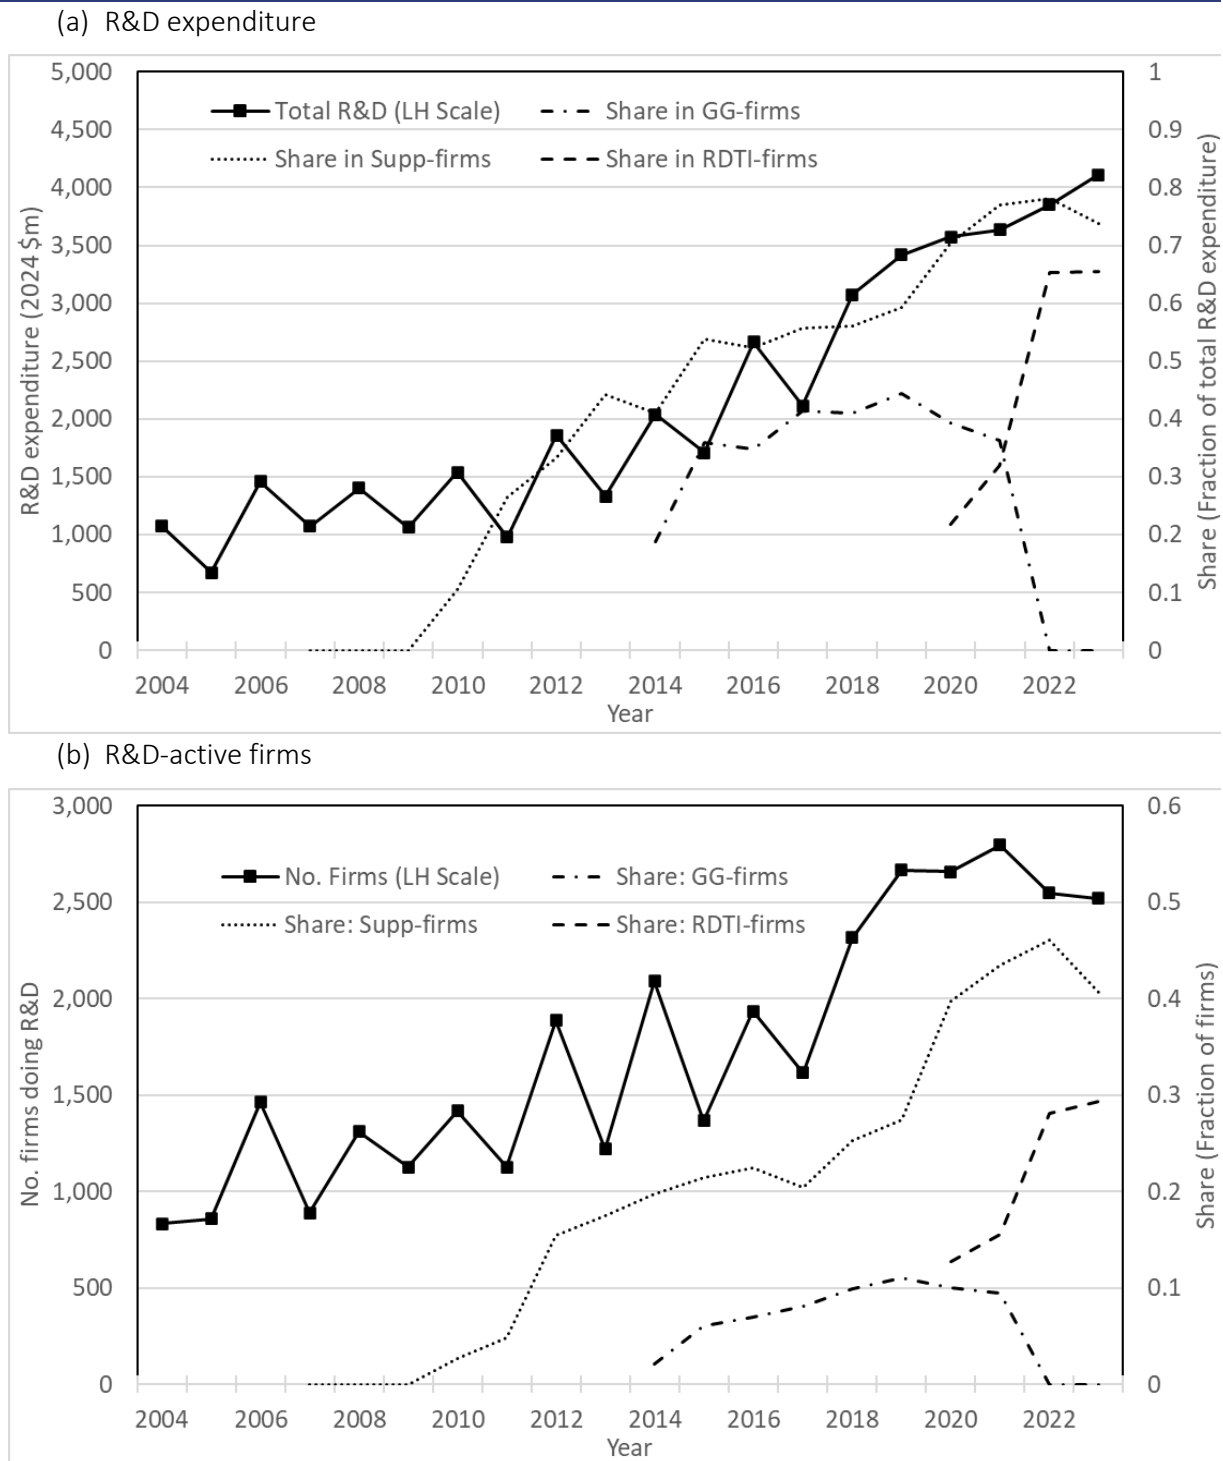 (a) R&D expenditure
5,000
4,500
4,000
3,500
3,000
2,500
2,000
1,500
1,000
500
0
R&D expenditure (2024 $m)
Total R&D (LH Scale)
Share in GG-firms
Share in Supp-firms
Share in RDTI-firms
1
0.9
0.8
0.7
0.6
0.5
0.4
0.3
0.2
0.1
0
Share (Fraction of total R&D expenditure)
2004 2006 2008 2010 2012 2014 2016 2018 2020 2022
Year
(b) R&D-active firms
3,000
2,500
2,000
1,500
1,000
500
0
No. firms doing R&D
No. Firms (LH Scale)
Share: GG-firms
Share: Supp-firms
Share: RDTI-firms
0.6
0.5
0.4
0.3
0.2
0.1
0
Share (Fraction of firms)
2004 2006 2008 2010 2012 2014 2016 2018 2020 2022
Year